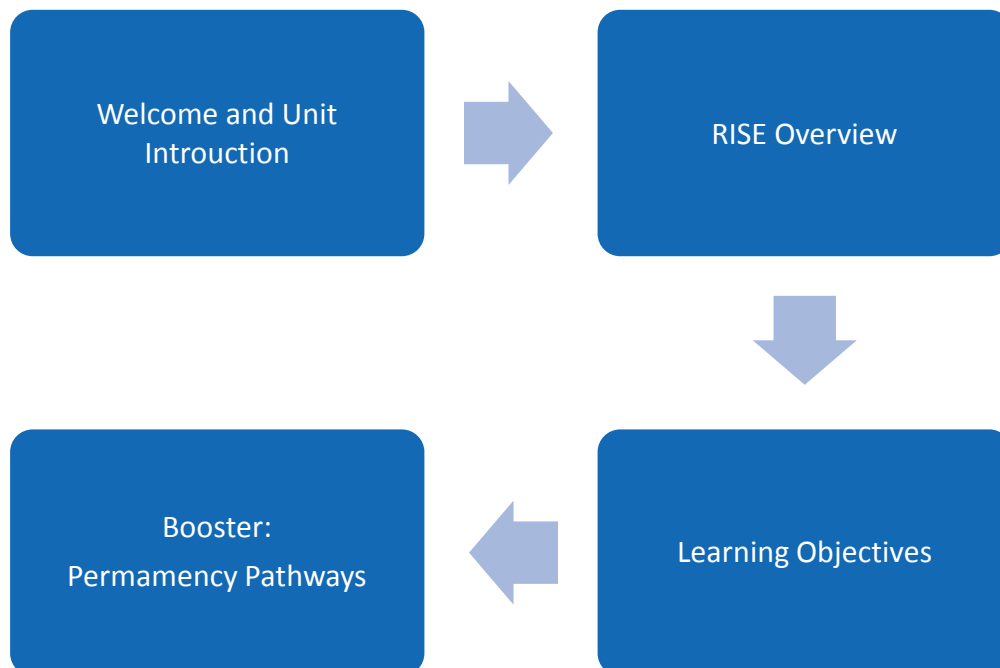 Welcome and Unit
Introuction
RISE Overview
Learning Objectives
Booster:
Permamency Pathways